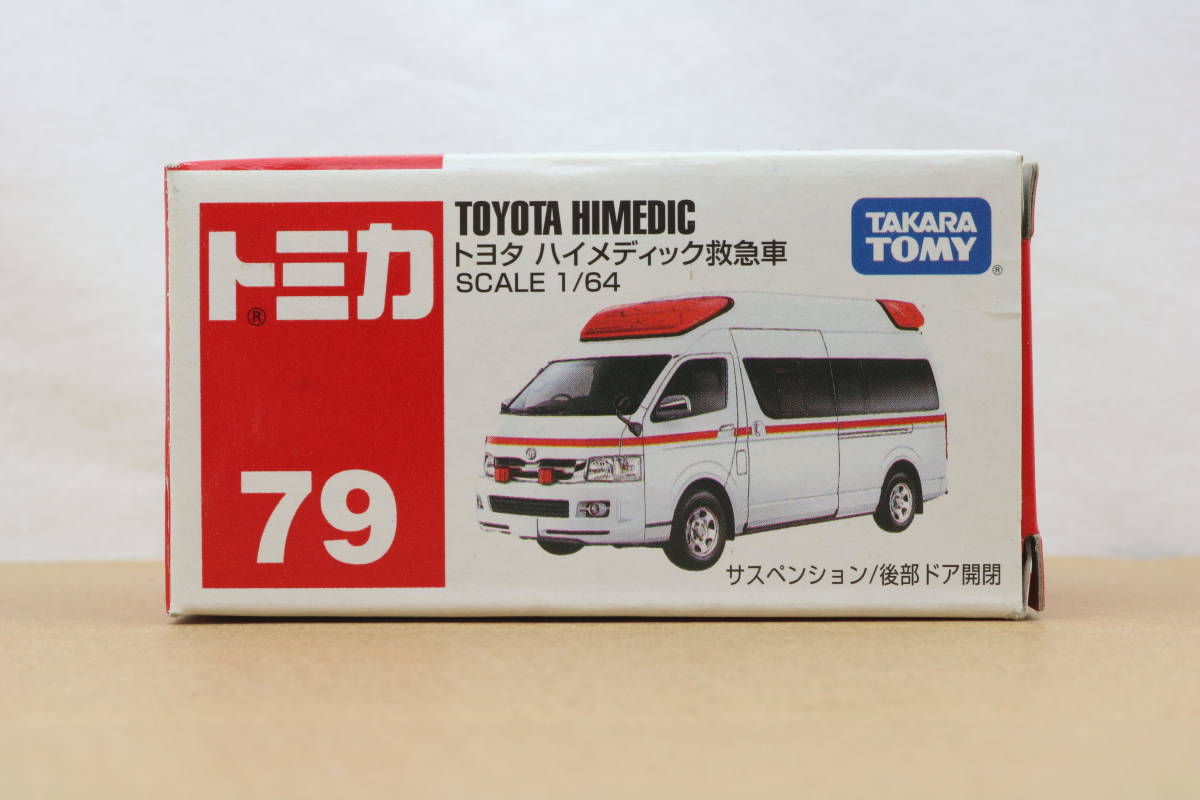 トミカ
®
79
TOYOTA HIMEDIC
トヨタ ハイメディック救急車
SCALE 1/64
TAKARA
TOMY
®
サスペンション/後部ドア開閉